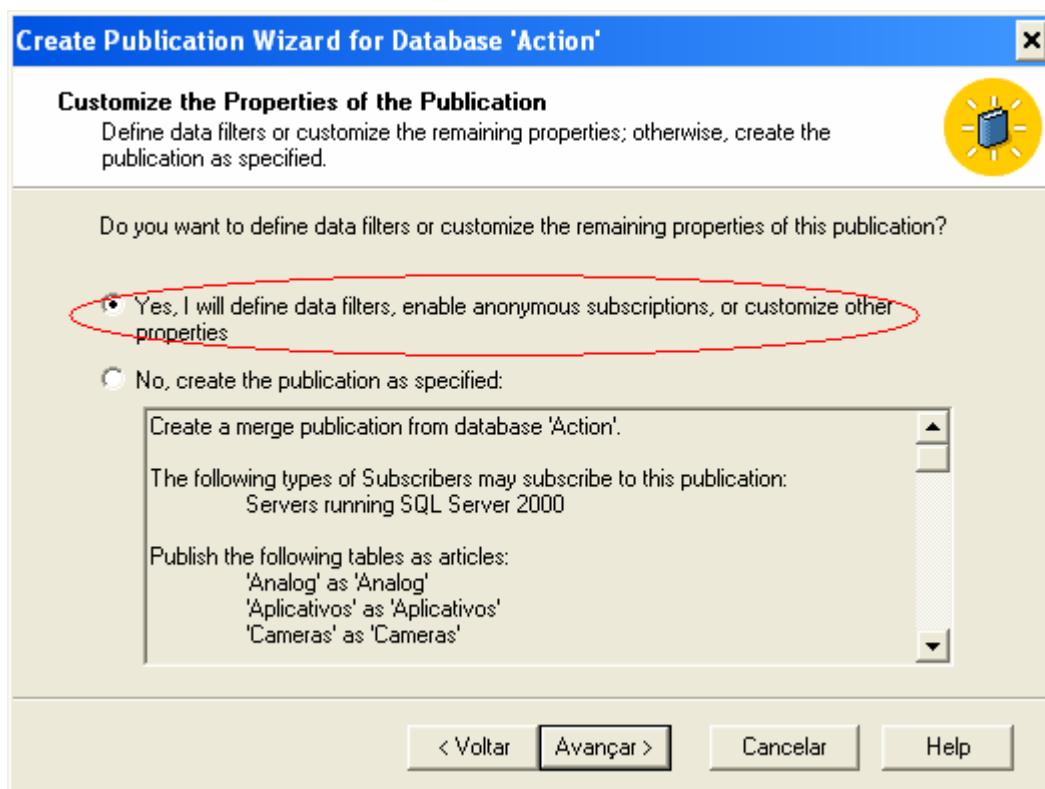 Create Publication Wizard for Database 'Action'
Customize the Properties of the Publication
Define data filters or customize the remaining properties; otherwise, create the
publication as specified.
Do you want to define data filters or customize the remaining properties of this publication?
Yes, I will define data filters, enable anonymous subscriptions, or customize other
properties
No, create the publication as specified:
Create a merge publication from database 'Action'.
The following types of Subscribers may subscribe to this publication:
Servers running SQL Server 2000
Publish the following tables as articles:
'Analog' as 'Analog'
'Aplicativos' as 'Aplicativos'
'Cameras' as 'Cameras'
< Voltar Avançar > Cancelar Help